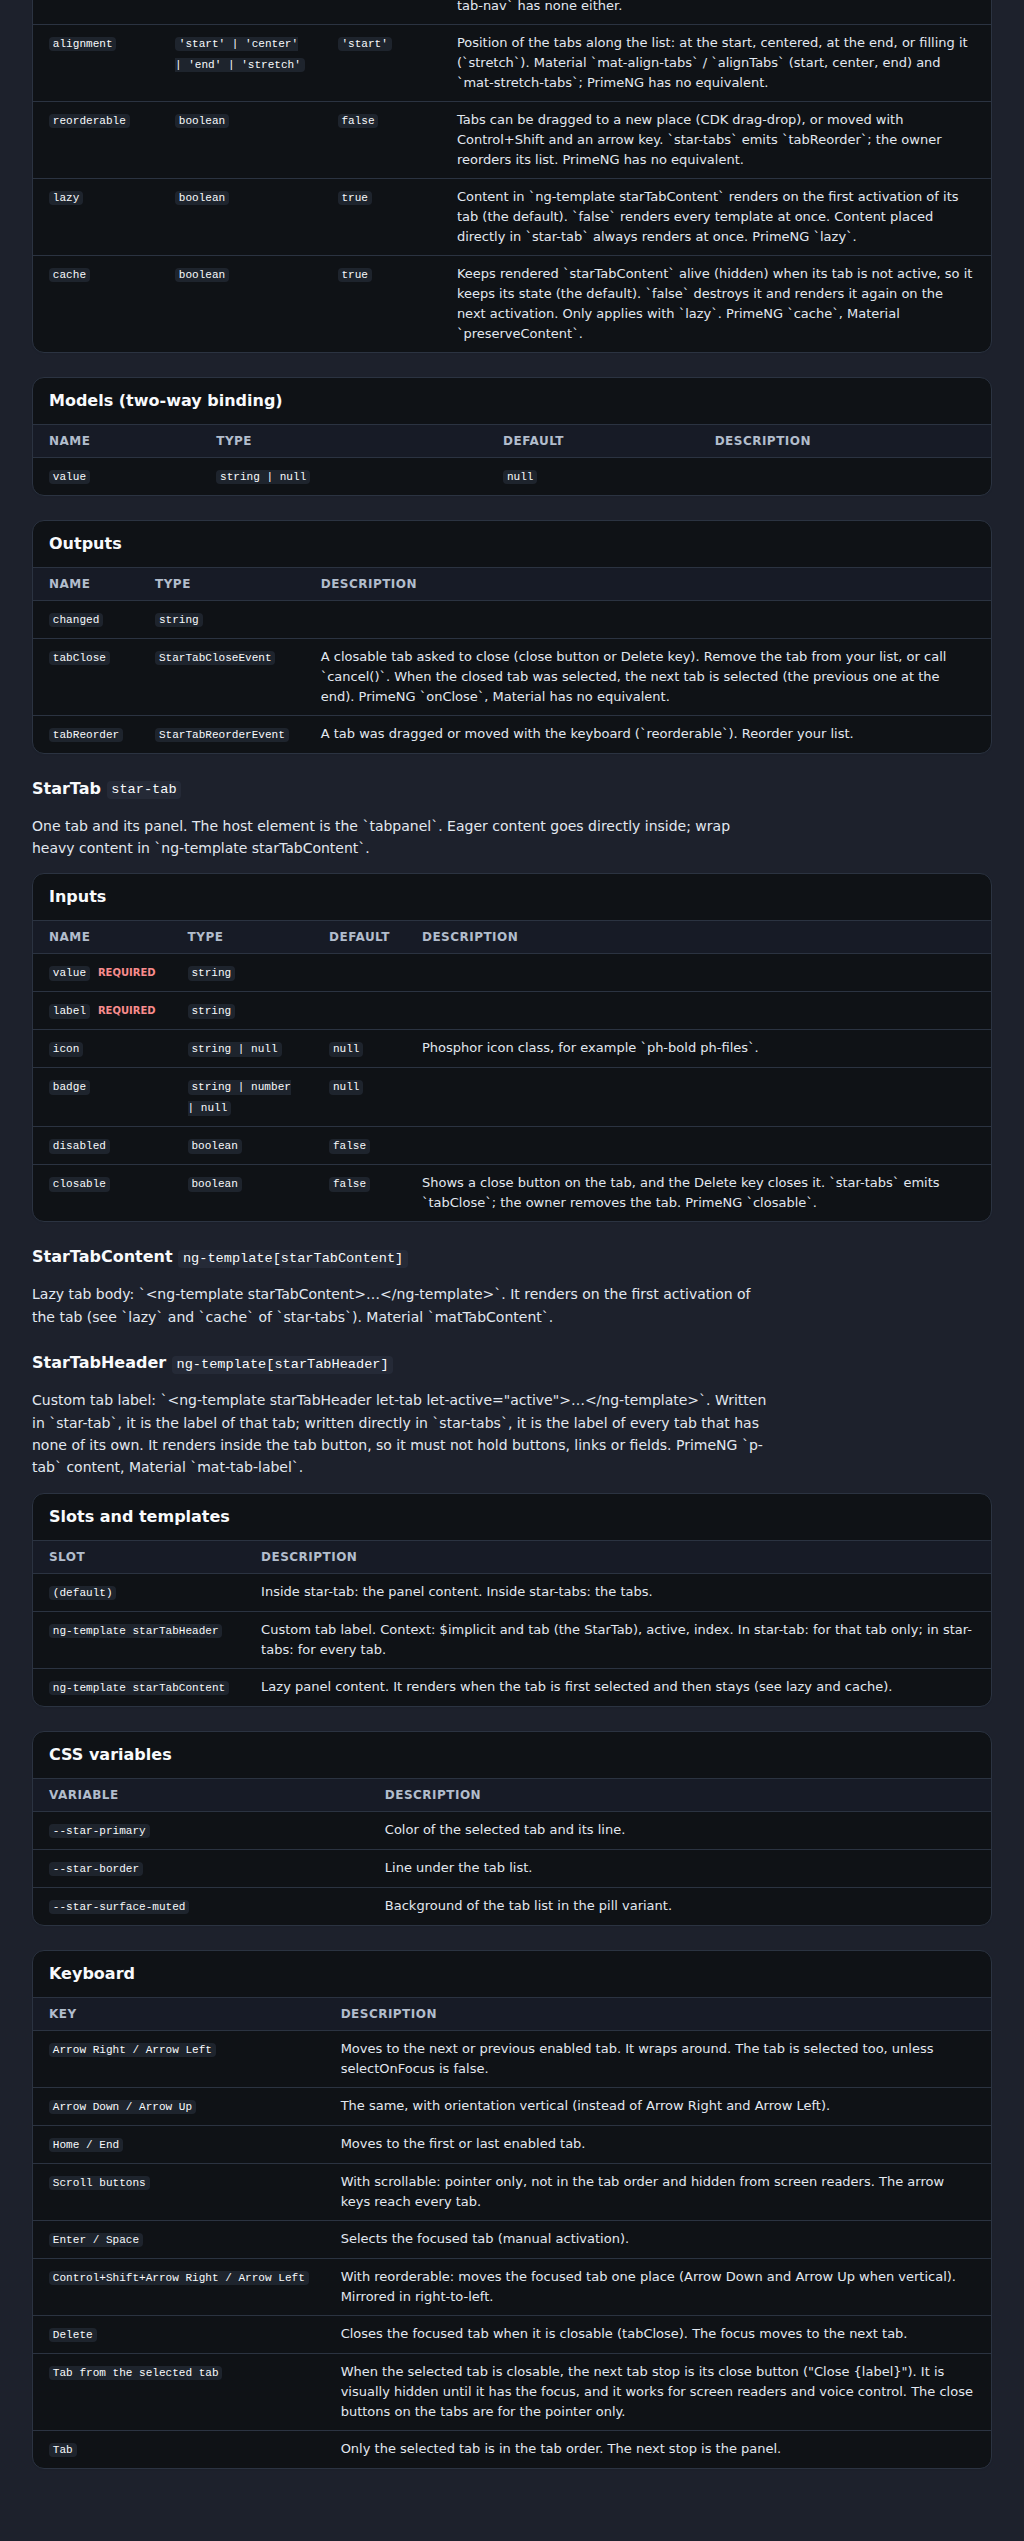 tab-nav` has none either.
alignment 'start' | 'center' 'start' Position of the tabs along the list: at the start, centered, at the end, or filling it
| 'end' | 'stretch' (`stretch`). Material `mat-align-tabs` / `alignTabs` (start, center, end) and
`mat-stretch-tabs`; PrimeNG has no equivalent.
reorderable boolean false Tabs can be dragged to a new place (CDK drag-drop), or moved with
Control+Shift and an arrow key. `star-tabs` emits `tabReorder`; the owner
reorders its list. PrimeNG has no equivalent.
lazy boolean true Content in `ng-template starTabContent` renders on the first activation of its
tab (the default). `false` renders every template at once. Content placed
directly in `star-tab` always renders at once. PrimeNG `lazy`.
cache boolean true Keeps rendered `starTabContent` alive (hidden) when its tab is not active, so it
keeps its state (the default). `false` destroys it and renders it again on the
next activation. Only applies with `lazy`. PrimeNG `cache`, Material
`preserveContent`.
Models (two-way binding)
NAME TYPE DEFAULT DESCRIPTION
value string | null null
Outputs
NAME TYPE DESCRIPTION
changed string
tabClose StarTabCloseEvent A closable tab asked to close (close button or Delete key). Remove the tab from your list, or call
`cancel()`. When the closed tab was selected, the next tab is selected (the previous one at the
end). PrimeNG `onClose`, Material has no equivalent.
tabReorder StarTabReorderEvent A tab was dragged or moved with the keyboard (`reorderable`). Reorder your list.
StarTab star-tab
One tab and its panel. The host element is the `tabpanel`. Eager content goes directly inside; wrap
heavy content in `ng-template starTabContent`.
Inputs
NAME TYPE DEFAULT DESCRIPTION
value REQUIRED string
label REQUIRED string
icon string | null null Phosphor icon class, for example `ph-bold ph-files`.
badge string | number null
| null
disabled boolean false
closable boolean false Shows a close button on the tab, and the Delete key closes it. `star-tabs` emits
`tabClose`; the owner removes the tab. PrimeNG `closable`.
StarTabContent ng-template[starTabContent]
Lazy tab body: `<ng-template starTabContent>…</ng-template>`. It renders on the first activation of
the tab (see `lazy` and `cache` of `star-tabs`). Material `matTabContent`.
StarTabHeader ng-template[starTabHeader]
Custom tab label: `<ng-template starTabHeader let-tab let-active="active">…</ng-template>`. Written
in `star-tab`, it is the label of that tab; written directly in `star-tabs`, it is the label of every tab that has
none of its own. It renders inside the tab button, so it must not hold buttons, links or fields. PrimeNG `p-
tab` content, Material `mat-tab-label`.
Slots and templates
SLOT DESCRIPTION
(default) Inside star-tab: the panel content. Inside star-tabs: the tabs.
ng-template starTabHeader Custom tab label. Context: $implicit and tab (the StarTab), active, index. In star-tab: for that tab only; in star-
tabs: for every tab.
ng-template starTabContent Lazy panel content. It renders when the tab is first selected and then stays (see lazy and cache).
CSS variables
VARIABLE DESCRIPTION
--star-primary Color of the selected tab and its line.
--star-border Line under the tab list.
--star-surface-muted Background of the tab list in the pill variant.
Keyboard
KEY DESCRIPTION
Arrow Right / Arrow Left Moves to the next or previous enabled tab. It wraps around. The tab is selected too, unless
selectOnFocus is false.
Arrow Down / Arrow Up The same, with orientation vertical (instead of Arrow Right and Arrow Left).
Home / End Moves to the first or last enabled tab.
Scroll buttons With scrollable: pointer only, not in the tab order and hidden from screen readers. The arrow
keys reach every tab.
Enter / Space Selects the focused tab (manual activation).
Control+Shift+Arrow Right / Arrow Left With reorderable: moves the focused tab one place (Arrow Down and Arrow Up when vertical).
Mirrored in right-to-left.
Delete Closes the focused tab when it is closable (tabClose). The focus moves to the next tab.
Tab from the selected tab When the selected tab is closable, the next tab stop is its close button ("Close {label}"). It is
visually hidden until it has the focus, and it works for screen readers and voice control. The close
buttons on the tabs are for the pointer only.
Tab Only the selected tab is in the tab order. The next stop is the panel.